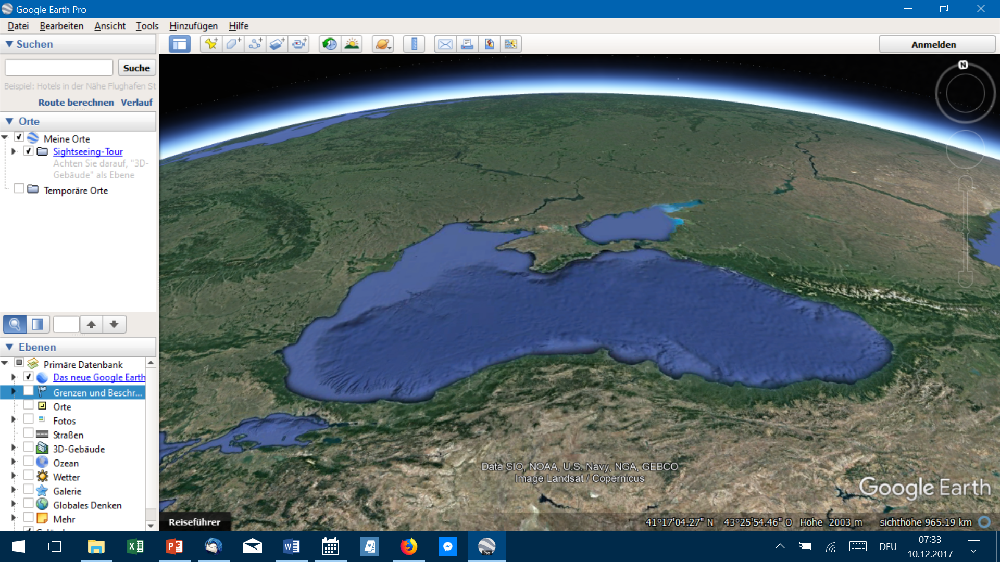 Google Earth Pro
Datei Bearbeiten Ansicht Tools Hinzufügen Hilfe
Suchen
Anmelden
Suche
Beispiel: Hotels in der Nähe Flughafen St
Route berechnen Verlauf
N
Orte
Meine Orte
Sightseeing-Tour
Achten Sie darauf, "3D-
Gebäude" als Ebene
Temporäre Orte
Ebenen
Primäre Datenbank
Das neue Google Earth
Grenzen und Beschr...
Orte
Fotos
Straßen
3D-Gebäude
Ozean
Wetter
Galerie
Globales Denken
Mehr
Data SIO, NOAA, U.S. Navy, NGA, GEBCO
Image Landsat / Copernicus
Google Earth
Reiseführer
41°17'04.27" N 43°25'54.46" O Höhe 2003 m sichthöhe 965.19 km
Pro
DEU
07:33
10.12.2017